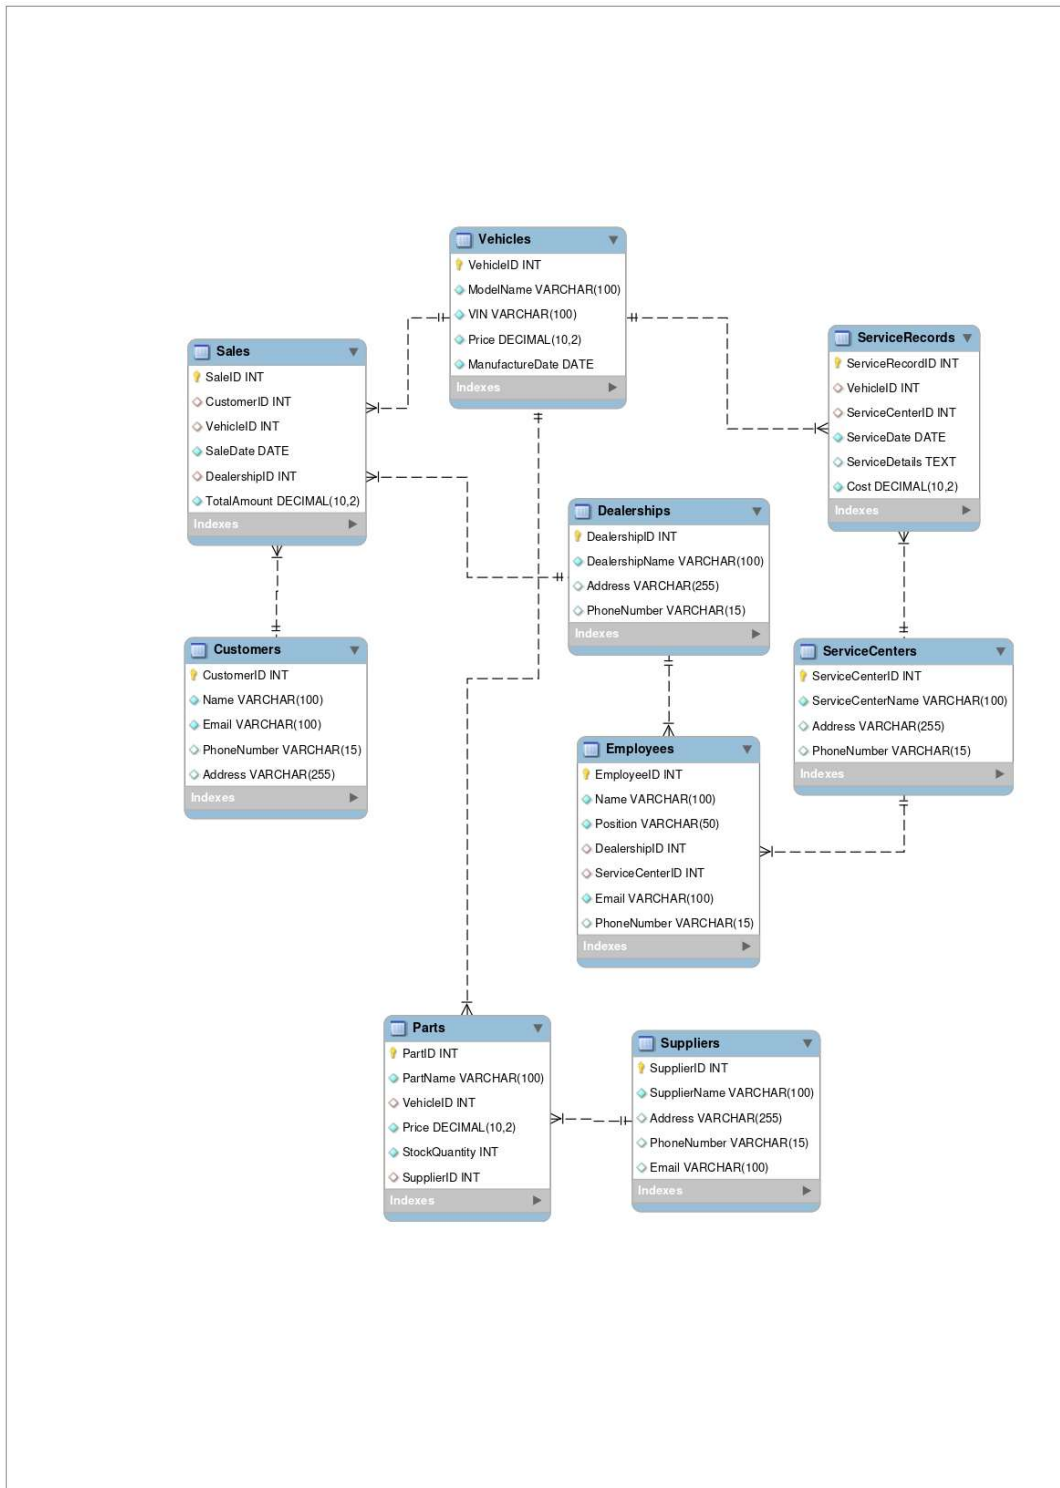 Vehicles
VehicleID INT
ModelName VARCHAR(100)
VIN VARCHAR(100)
Price DECIMAL(10,2)
ManufactureDate DATE
Indexes
Sales
SaleID INT
CustomerID INT
VehicleID INT
SaleDate DATE
DealershipID INT
TotalAmount DECIMAL(10,2)
Indexes
ServiceRecords
ServiceRecordID INT
VehicleID INT
ServiceCenterID INT
ServiceDate DATE
ServiceDetails TEXT
Cost DECIMAL(10,2)
Indexes
Dealerships
DealershipID INT
DealershipName VARCHAR(100)
Address VARCHAR(255)
PhoneNumber VARCHAR(15)
Indexes
Customers
CustomerID INT
Name VARCHAR(100)
Email VARCHAR(100)
PhoneNumber VARCHAR(15)
Address VARCHAR(255)
Indexes
ServiceCenters
ServiceCenterID INT
ServiceCenterName VARCHAR(100)
Address VARCHAR(255)
PhoneNumber VARCHAR(15)
Indexes
Employees
EmployeeID INT
Name VARCHAR(100)
Position VARCHAR(50)
DealershipID INT
ServiceCenterID INT
Email VARCHAR(100)
PhoneNumber VARCHAR(15)
Indexes
Parts
PartID INT
PartName VARCHAR(100)
VehicleID INT
Price DECIMAL(10,2)
StockQuantity INT
SupplierID INT
Indexes
Suppliers
SupplierID INT
SupplierName VARCHAR(100)
Address VARCHAR(255)
PhoneNumber VARCHAR(15)
Email VARCHAR(100)
Indexes